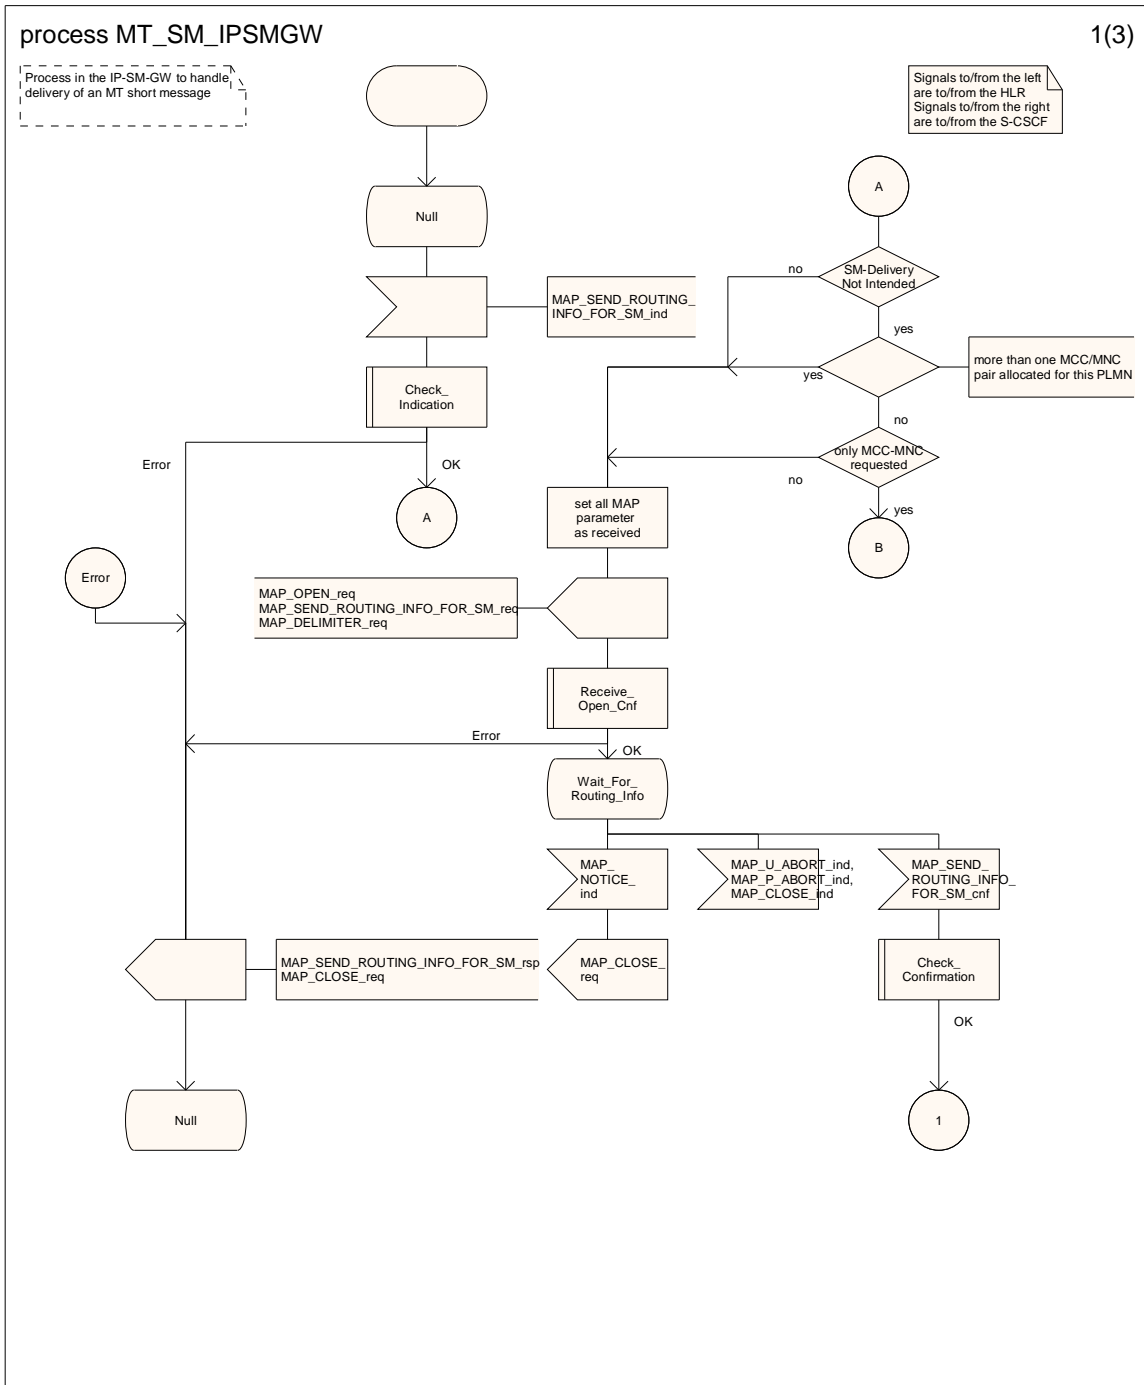 process MT_SM_IPSMGW
1(3)
Process in the IP-SM-GW to handle
delivery of an MT short message
Signals to/from the left
are to/from the HLR
Signals to/from the right
are to/from the S-CSCF
Null
MAP_SEND_ROUTING_
INFO_FOR_SM_ind
Check_
Indication
Error
OK
A
A
SM-Delivery
Not Intended
no
yes
more than one MCC/MNC
pair allocated for this PLMN
yes
no
only MCC-MNC
requested
no
yes
B
set all MAP
parameter
as received
Error
MAP_OPEN_req
MAP_SEND_ROUTING_INFO_FOR_SM_req
MAP_DELIMITER_req
Receive_
Open_Cnf
Error
OK
Wait_For_
Routing_Info
MAP_
NOTICE_
ind
MAP_U_ABORT_ind,
MAP_P_ABORT_ind,
MAP_CLOSE_ind
MAP_SEND_
ROUTING_INFO_
FOR_SM_cnf
MAP_SEND_ROUTING_INFO_FOR_SM_rsp
MAP_CLOSE_req
MAP_CLOSE_
req
Check_
Confirmation
OK
Null
1